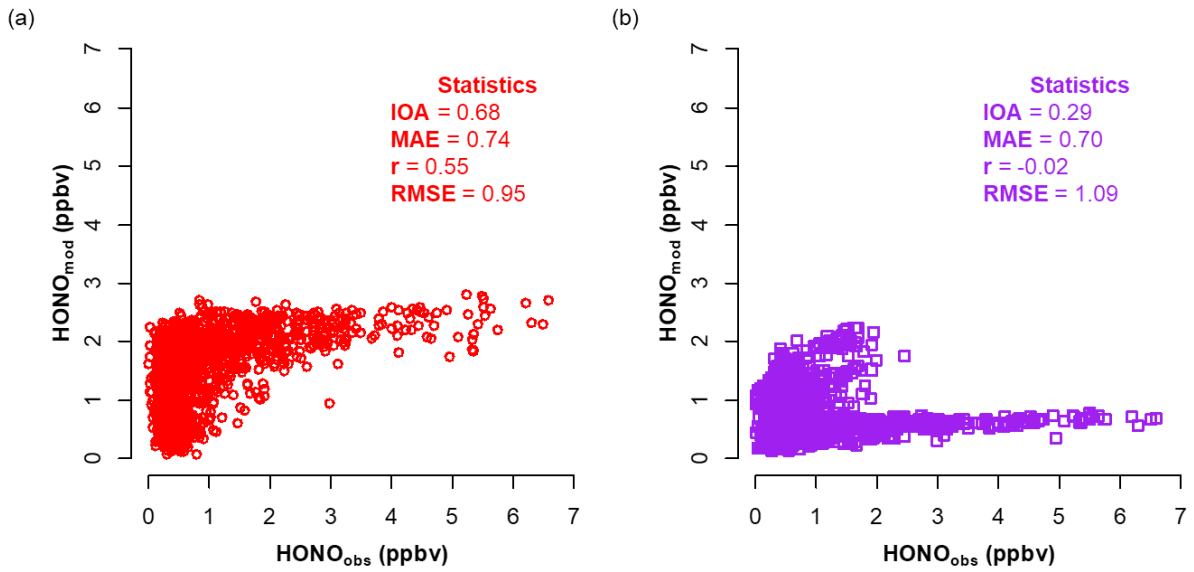 (a)
7
6
5
4
3
2
1
0
HONOmod (ppbv)
Statistics
IOA = 0.68
MAE = 0.74
r = 0.55
RMSE = 0.95
0 1 2 3 4 5 6 7
HONOobs (ppbv)
(b)
7
6
5
4
3
2
1
0
HONOmod (ppbv)
Statistics
IOA = 0.29
MAE = 0.70
r = -0.02
RMSE = 1.09
0 1 2 3 4 5 6 7
HONOobs (ppbv)